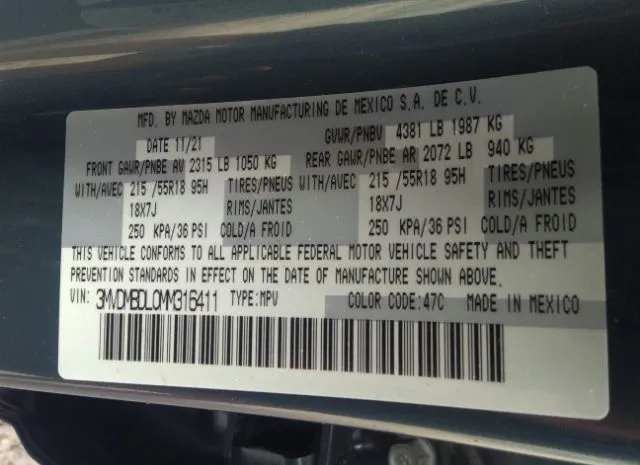 MFD. BY MAZDA MOTOR MANUFACTURING DE MEXICO S.A. DE C.V.
DATE 11/21 GVWR/PNBV 4381 LB 1987 KG
FRONT GAWR/PNBE AV 2315 LB 1050 KG REAR GAWR/PNBE AR 2072 LB 940 KG
WITH/AVEC 215 /55R18 95H TIRES/PNEUS WITH/AVEC 215 /55R18 95H TIRES/PNEUS
18X7J RIMS/JANTES 18X7J RIMS/JANTES
250 KPA/36 PSI COLD/A FROID 250 KPA/36 PSI COLD/A FROID
THIS VEHICLE CONFORMS TO ALL APPLICABLE FEDERAL MOTOR VEHICLE SAFETY AND THEFT
PREVENTION STANDARDS IN EFFECT ON THE DATE OF MANUFACTURE SHOWN ABOVE.
VIN: 3MVDMBDL0NM316411 TYPE:MPV COLOR CODE:47C MADE IN MEXICO